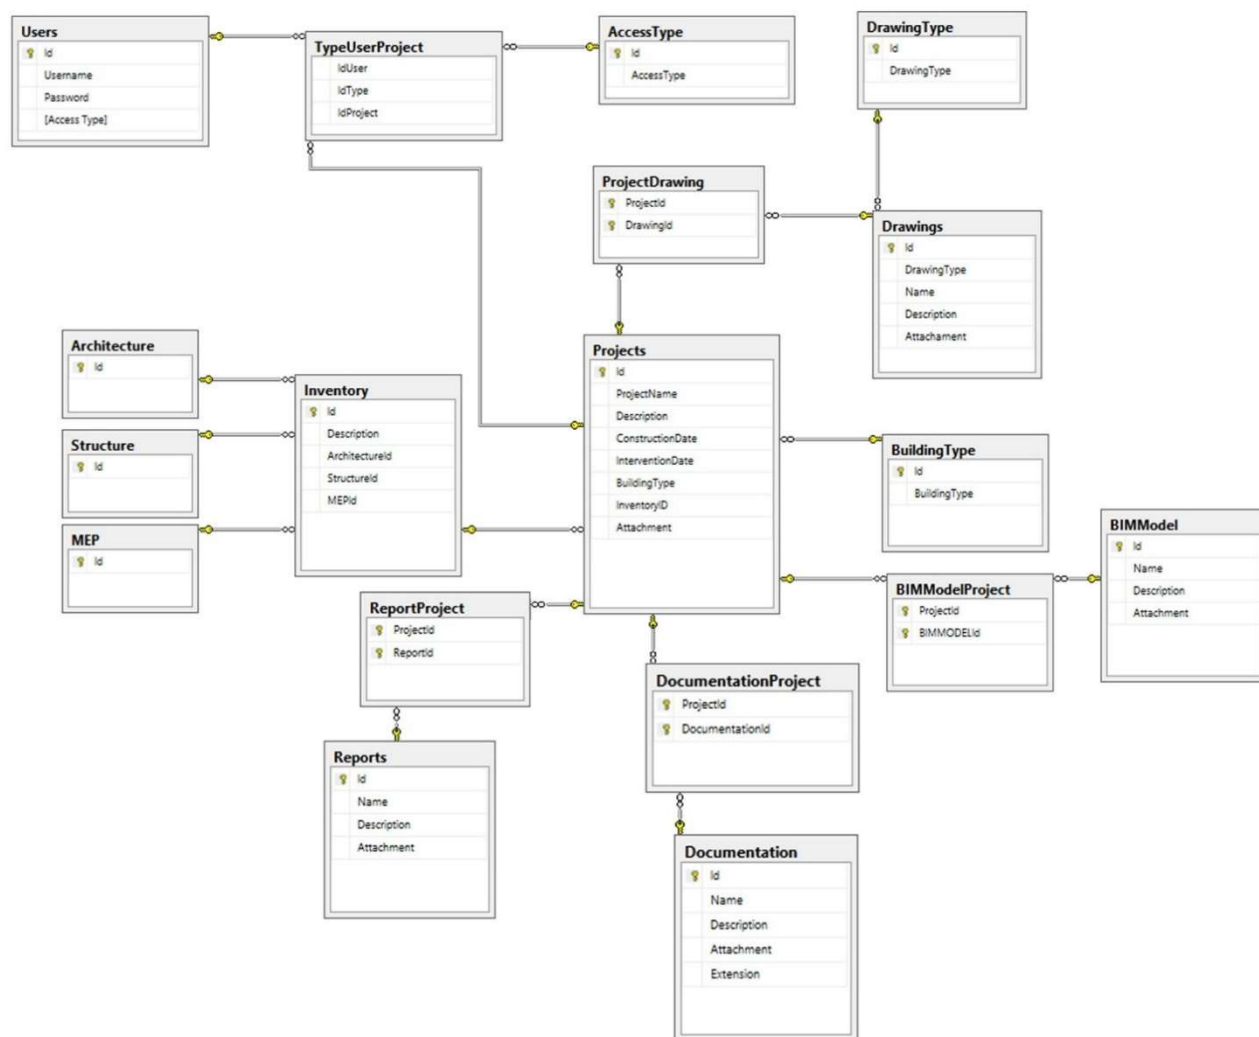 Users
Id
Username
Password
[Access Type]
TypeUserProject
IdUser
IdType
IdProject
AccessType
Id
AccessType
DrawingType
Id
DrawingType
ProjectDrawing
ProjectId
DrawingId
Drawings
Id
DrawingType
Name
Description
Attachament
Architecture
Id
Structure
Id
MEP
Id
Inventory
Id
Description
ArchitectureId
StructureId
MEPId
Projects
Id
ProjectName
Description
ConstructionDate
InterventionDate
BuildingType
InventoryID
Attachment
BuildingType
Id
BuildingType
BIMModel
Id
Name
Description
Attachment
BIMModelProject
ProjectId
BIMMODELId
ReportProject
ProjectId
ReportId
Reports
Id
Name
Description
Attachment
DocumentationProject
ProjectId
DocumentationId
Documentation
Id
Name
Description
Attachment
Extension